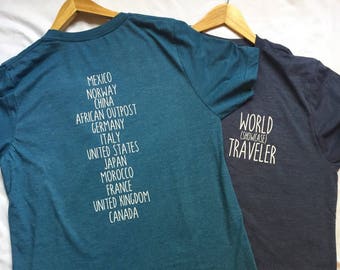 MEXICO
NORWAY
CHINA
AFRICAN OUTPOST
GERMANY
ITALY
UNITED STATES
JAPAN
MOROCCO
FRANCE
UNITED KINGDOM
CANADA
WORLD
(SHOWCASE)
TRAVELER